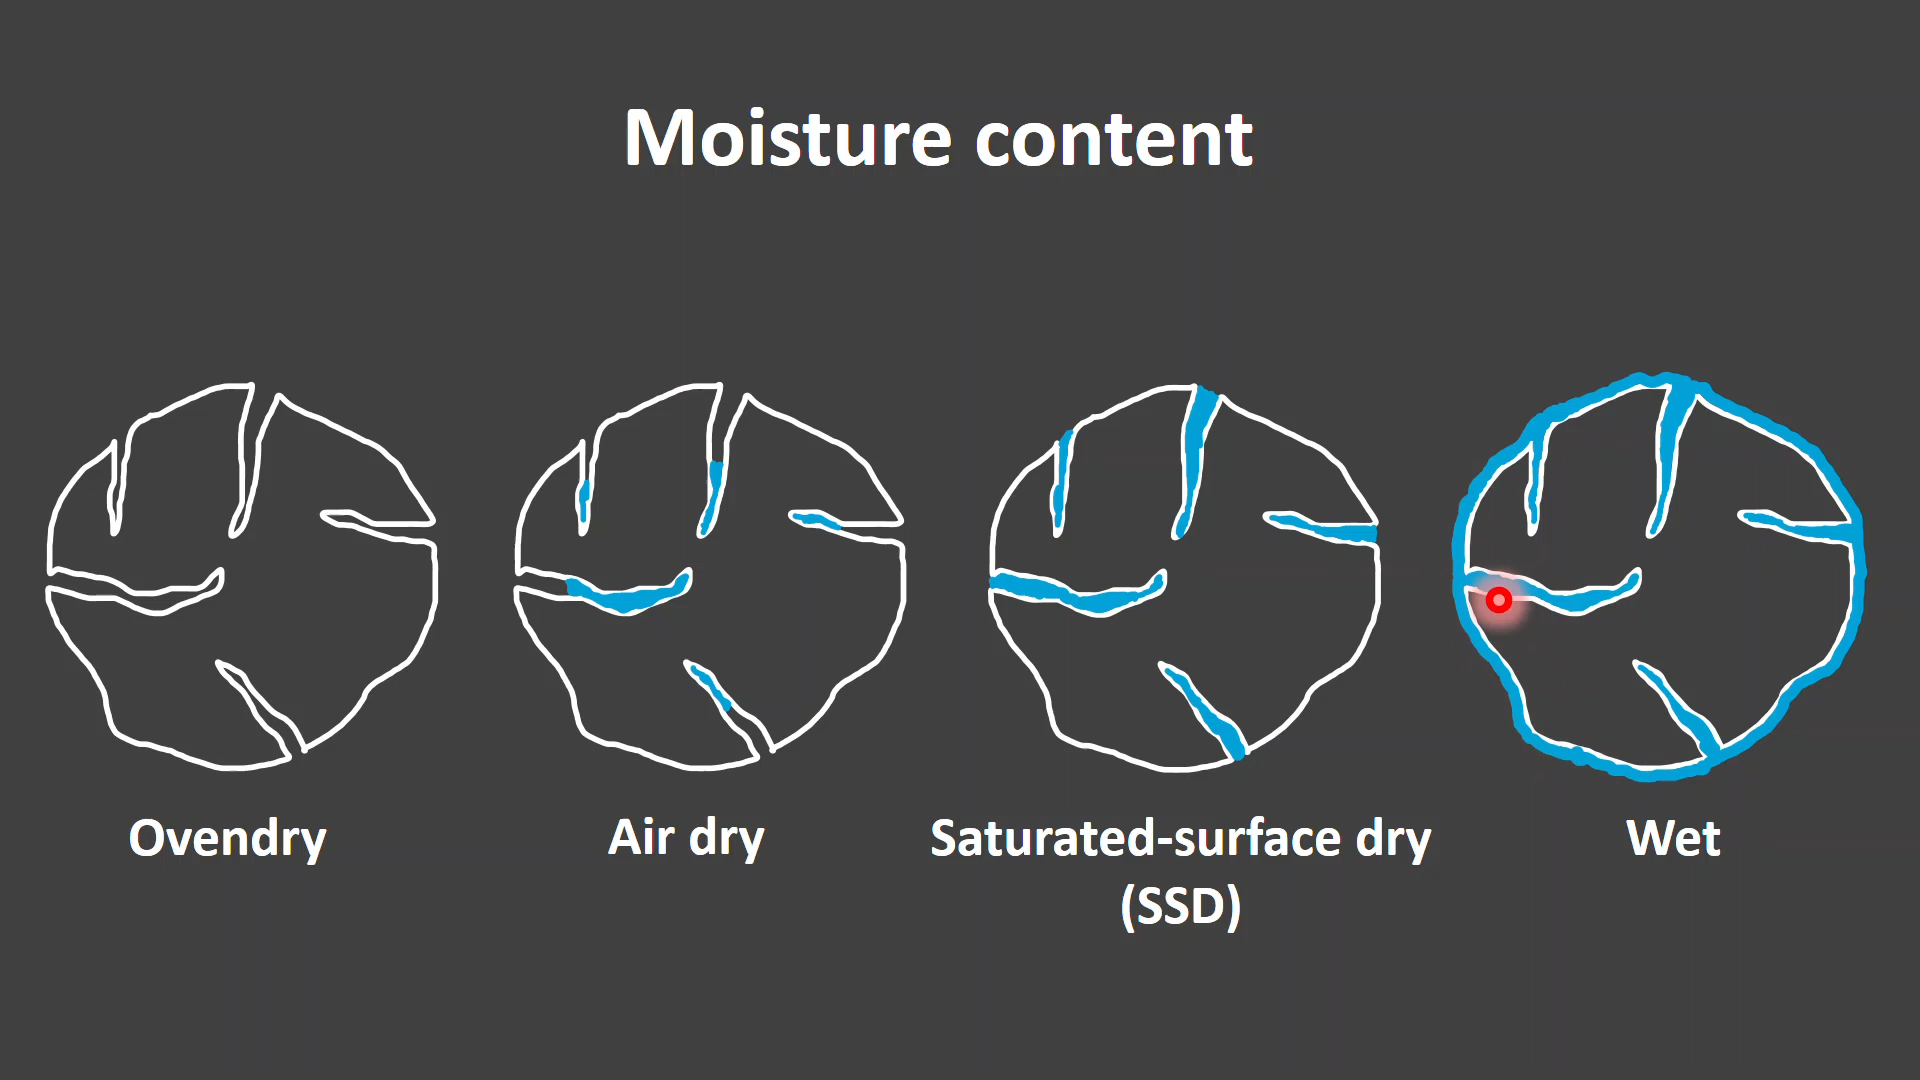 Moisture content
Ovendry
Air dry
Saturated-surface dry
(SSD)
Wet